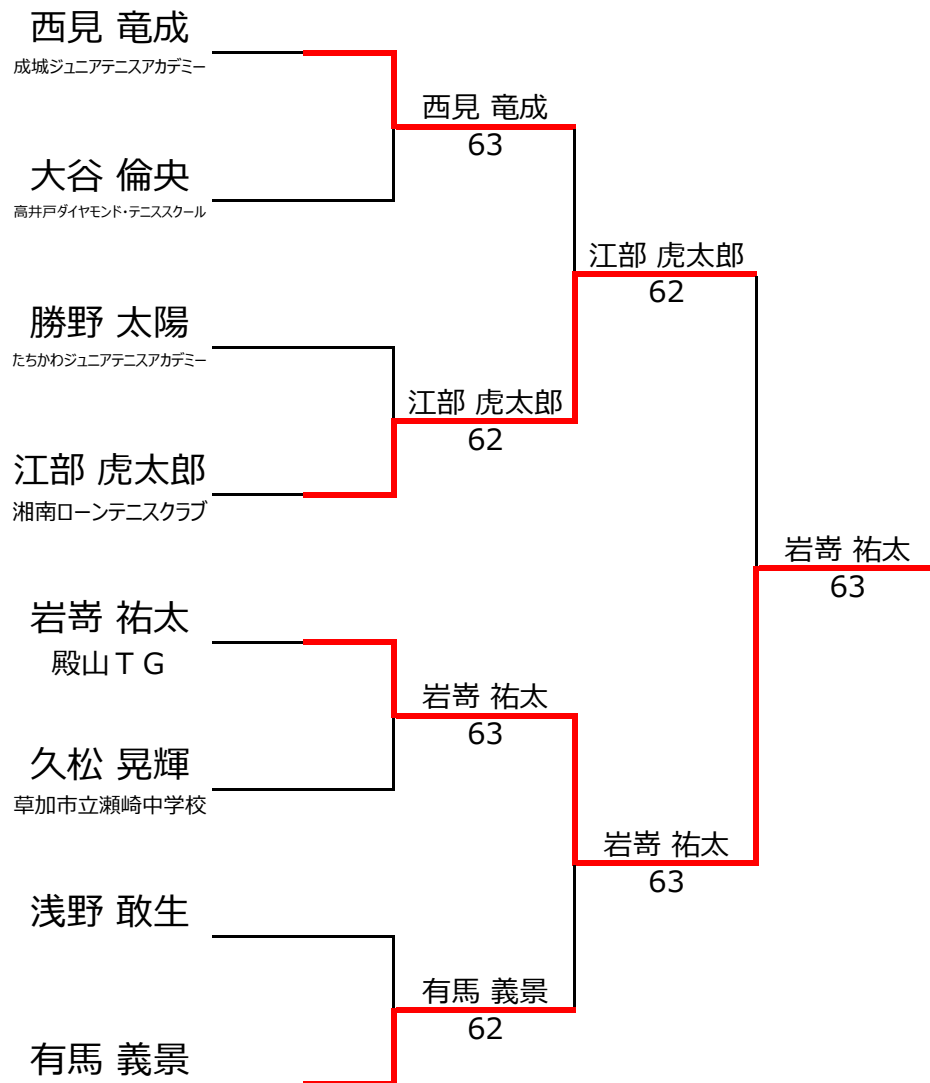 西見 竜成
成城ジュニアテニスアカデミー
西見 竜成
63
大谷 倫央
高井戸ダイヤモンド・テニススクール
江部 虎太郎
62
勝野 太陽
たちかわジュニアテニスアカデミー
江部 虎太郎
62
江部 虎太郎
湘南ローンテニスクラブ
岩嵜 祐太
63
岩嵜 祐太
殿山ＴＧ
岩嵜 祐太
63
久松 晃輝
草加市立瀬崎中学校
岩嵜 祐太
63
浅野 敢生
有馬 義景
62
有馬 義景